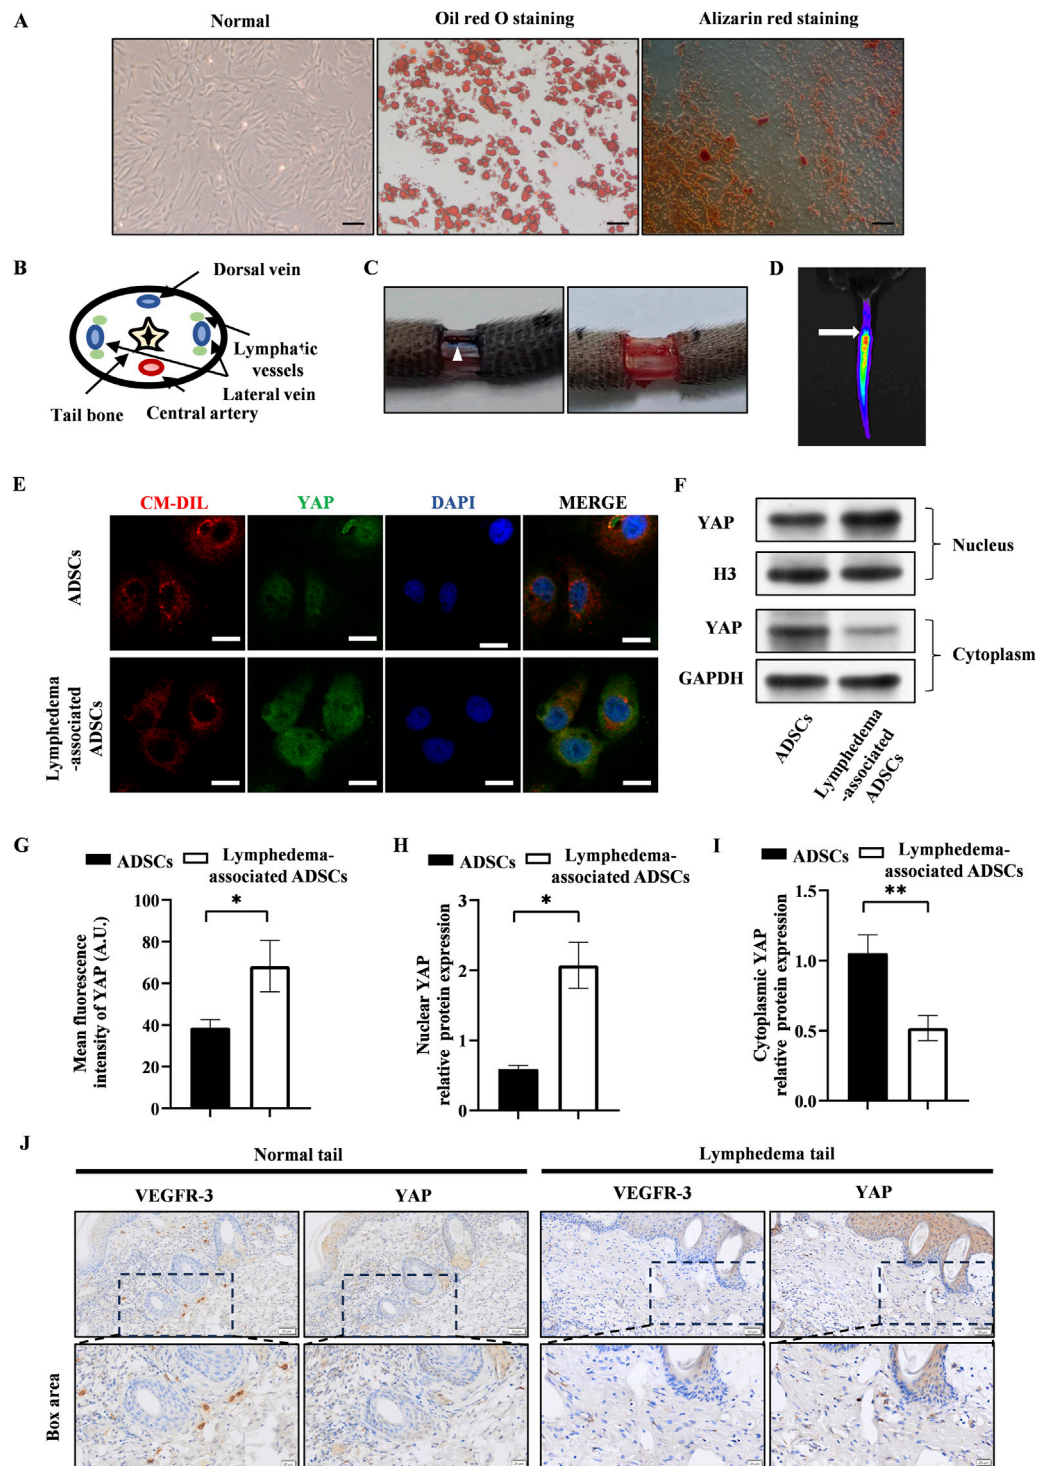 A
Normal
Oil red O staining
Alizarin red staining
B
Dorsal vein
Lymphatic
vessels
Lateral vein
Tail bone
Central artery
C
D
E
CM-DIL
YAP
DAPI
MERGE
ADSCs
Lymphedema
-associated
ADSCs
F
YAP
H3
Nucleus
YAP
GAPDH
Cytoplasm
ADSCs
Lymphedema
-associated
ADSCs
G
ADSCs
Lymphedema-
associated ADSCs
Mean fluorescence
intensity of YAP (A.U.)
100
80
60
40
20
0
*
H
ADSCs
Lymphedema-
associated ADSCs
Nuclear YAP
relative protein expression
3
2
1
0
*
I
ADSCs
Lymphedema-
associated ADSCs
Cytoplasmic YAP
relative protein expression
1.5
1.0
0.5
0.0
**
J
Normal tail
Lymphedema tail
VEGFR-3
YAP
VEGFR-3
YAP
Box area